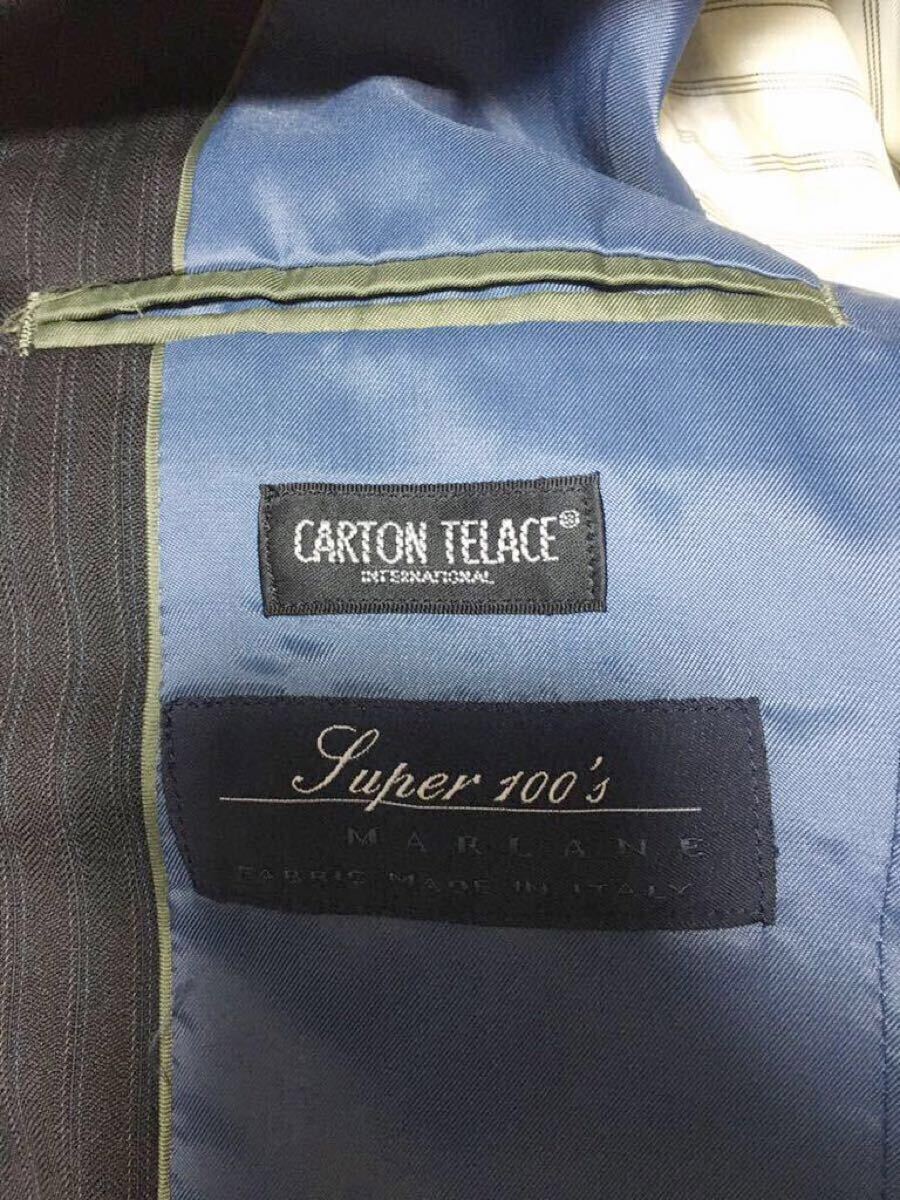 CARTON TELACE®
INTERNATIONAL
Super 100's
MARLANE
FABRIC MADE IN ITALY